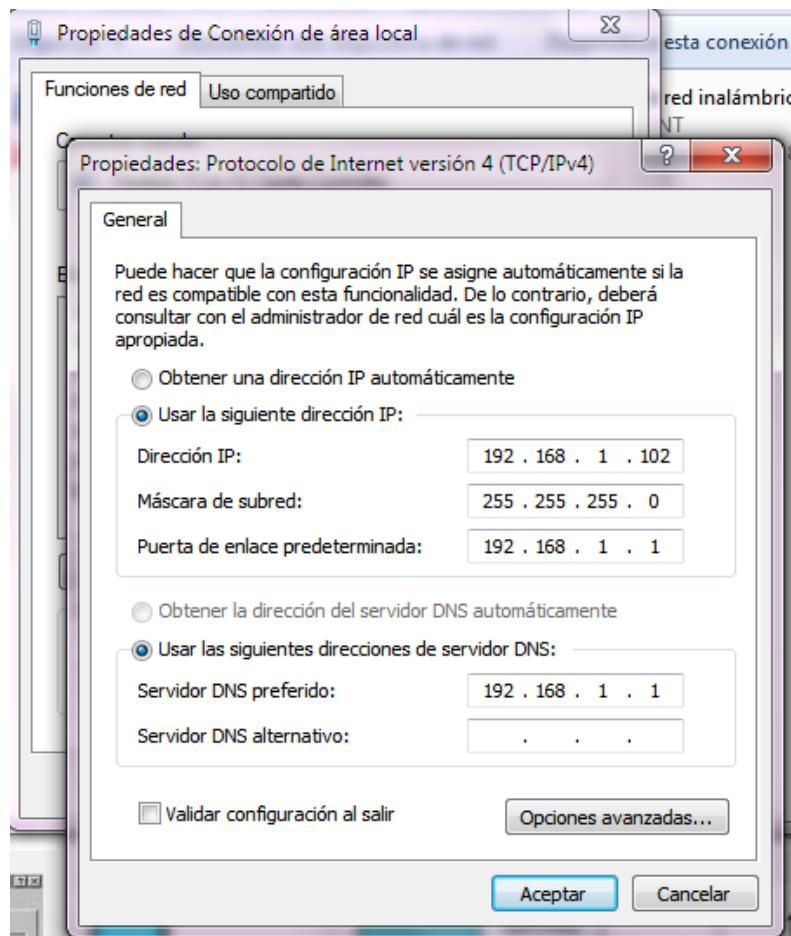 Propiedades de Conexión de área local
esta conexión
Funciones de red
Uso compartido
red inalámbric
NT
Propiedades: Protocolo de Internet versión 4 (TCP/IPv4)
General
Puede hacer que la configuración IP se asigne automáticamente si la
red es compatible con esta funcionalidad. De lo contrario, deberá
consultar con el administrador de red cuál es la configuración IP
apropiada.
Obtener una dirección IP automáticamente
Usar la siguiente dirección IP:
Dirección IP: 192 . 168 . 1 . 102
Máscara de subred: 255 . 255 . 255 . 0
Puerta de enlace predeterminada: 192 . 168 . 1 . 1
Obtener la dirección del servidor DNS automáticamente
Usar las siguientes direcciones de servidor DNS:
Servidor DNS preferido: 192 . 168 . 1 . 1
Servidor DNS alternativo: . . .
Validar configuración al salir
Opciones avanzadas...
Aceptar
Cancelar